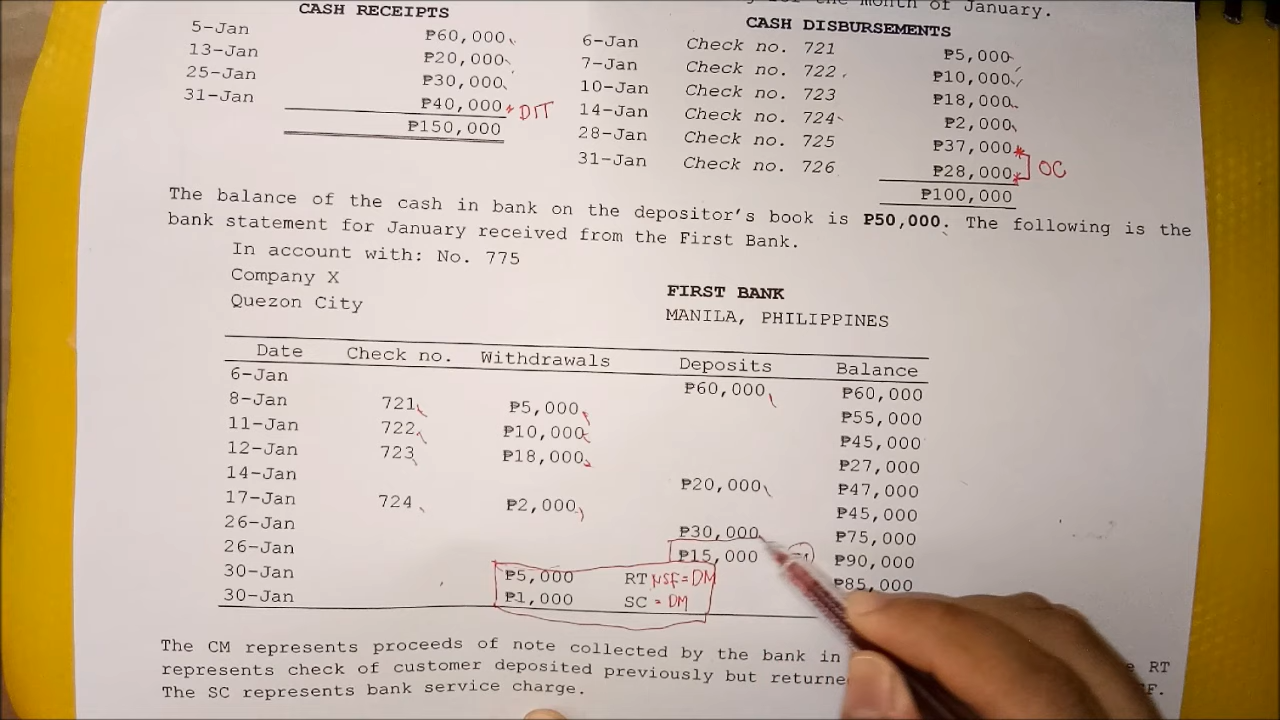 for the month of January.
CASH RECEIPTS
CASH DISBURSEMENTS
5-Jan ₱60,000
13-Jan ₱20,000
25-Jan ₱30,000
31-Jan ₱40,000 * DIT
₱150,000
6-Jan Check no. 721 ₱5,000
7-Jan Check no. 722 ₱10,000
10-Jan Check no. 723 ₱18,000
14-Jan Check no. 724 ₱2,000
28-Jan Check no. 725 ₱37,000 *
31-Jan Check no. 726 ₱28,000 * OC
₱100,000
The balance of the cash in bank on the depositor's book is ₱50,000. The following is the
bank statement for January received from the First Bank.
In account with: No. 775
Company X
Quezon City
FIRST BANK
MANILA, PHILIPPINES
Date Check no. Withdrawals Deposits Balance
6-Jan ₱60,000 ₱60,000
8-Jan 721 ₱5,000 ₱55,000
11-Jan 722 ₱10,000 ₱45,000
12-Jan 723 ₱18,000 ₱27,000
14-Jan ₱20,000 ₱47,000
17-Jan 724 ₱2,000 ₱45,000
26-Jan ₱30,000 ₱75,000
26-Jan ₱15,000 ₱90,000
30-Jan ₱5,000 RT NSF = DM ₱85,000
30-Jan ₱1,000 SC = DM
The CM represents proceeds of note collected by the bank in RT
represents check of customer deposited previously but returned
The SC represents bank service charge.